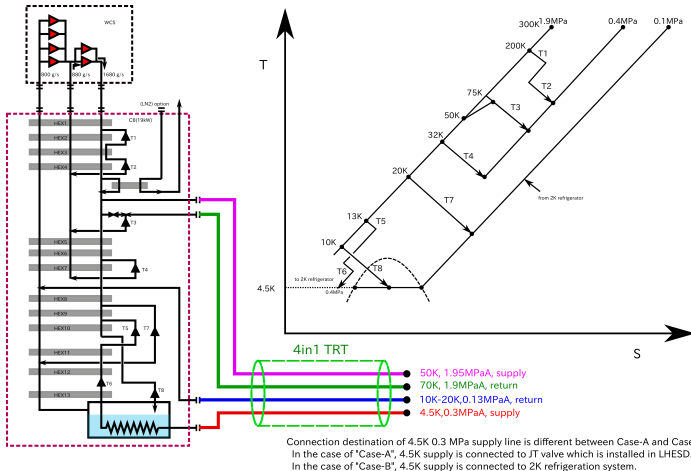 WCS
800 g/s
880 g/s
1680 g/s
(LN2) option
CB(19kW)
HEX1
HEX2
HEX3
HEX4
T1
T2
T3
HEX5
HEX6
HEX7
T4
HEX8
HEX9
HEX10
T5
T7
HEX11
HEX12
T6
T8
HEX13
T
S
300K
1.9MPa
0.4MPa
0.1MPa
200K
T1
T2
75K
T3
50K
32K
T4
20K
T7
from 2K refrigerator
13K
T5
10K
T6
T8
to 2K refrigerator
0.4MPa
4.5K
4in1 TRT
50K, 1.95MPaA, supply
70K, 1.9MPaA, return
10K-20K,0.13MPaA, return
4.5K,0.3MPaA, supply
Connection destination of 4.5K 0.3 MPa supply line is different between Case-A and Case
In the case of "Case-A", 4.5K supply is connected to JT valve which is installed in LHESD.
In the case of "Case-B", 4.5K supply is connected to 2K refrigeration system.